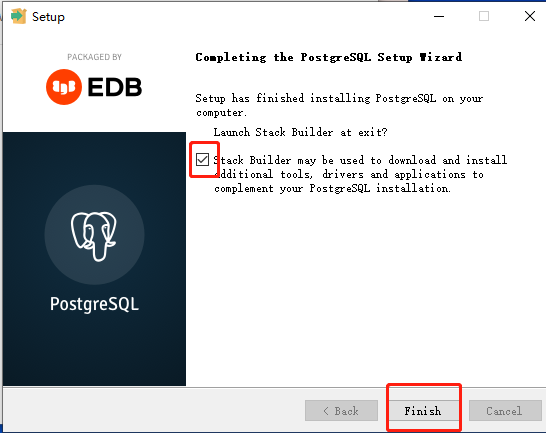 Setup
PACKAGED BY
EDB
Completing the PostgreSQL Setup Wizard
Setup has finished installing PostgreSQL on your
computer.
Launch Stack Builder at exit?
Stack Builder may be used to download and install
additional tools, drivers and applications to
complement your PostgreSQL installation.
PostgreSQL
< Back
Finish
Cancel